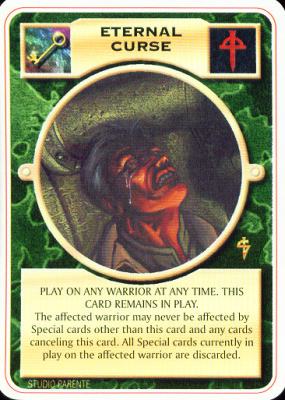 ETERNAL
CURSE
PLAY ON ANY WARRIOR AT ANY TIME. THIS
CARD REMAINS IN PLAY.
The affected warrior may never be affected by
Special cards other than this card and any cards
canceling this card. All Special cards currently in
play on the affected warrior are discarded.
STUDIO PARENTE